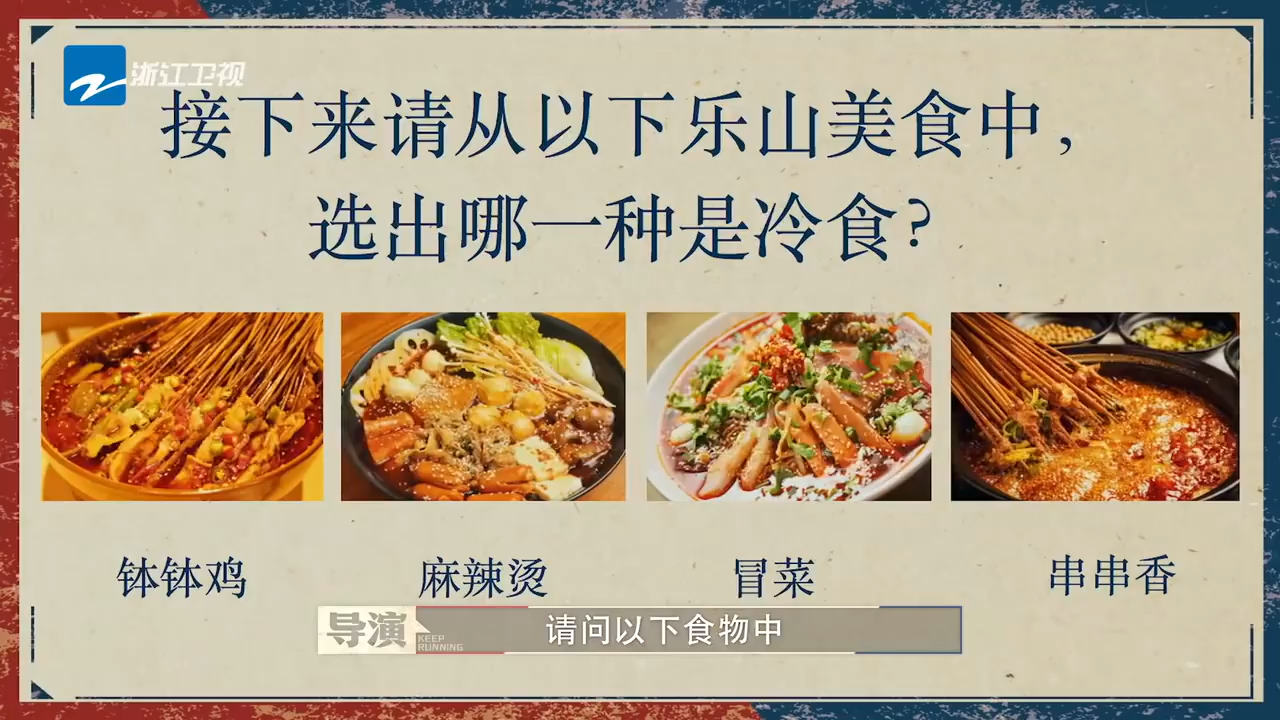 浙江卫视
接下来请从以下乐山美食中，
选出哪一种是冷食？
钵钵鸡
麻辣烫
冒菜
串串香
导演
KEEP
RUNNING
请问以下食物中